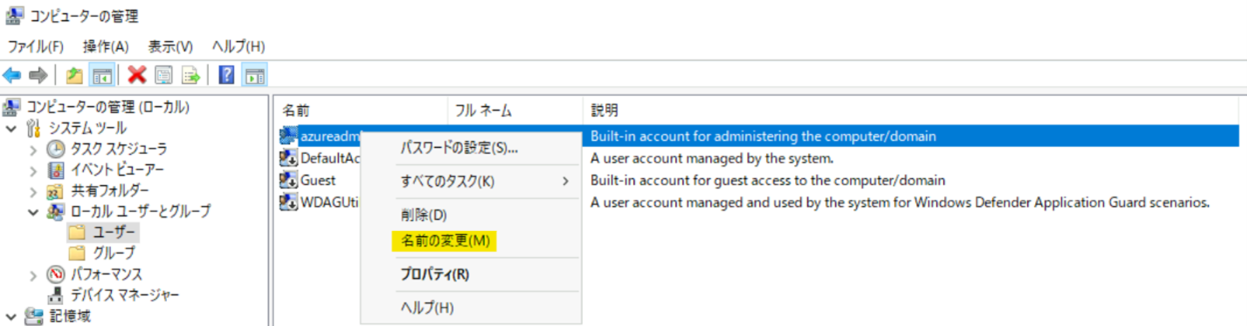 コンピューターの管理
ファイル(F) 操作(A) 表示(V) ヘルプ(H)
コンピューターの管理 (ローカル)
システム ツール
タスク スケジューラ
イベント ビューアー
共有フォルダー
ローカル ユーザーとグループ
ユーザー
グループ
パフォーマンス
デバイス マネージャー
記憶域
名前 フル ネーム 説明
azureadm Built-in account for administering the computer/domain
DefaultAc A user account managed by the system.
Guest Built-in account for guest access to the computer/domain
WDAGUti A user account managed and used by the system for Windows Defender Application Guard scenarios.
パスワードの設定(S)...
すべてのタスク(K)
削除(D)
名前の変更(M)
プロパティ(R)
ヘルプ(H)